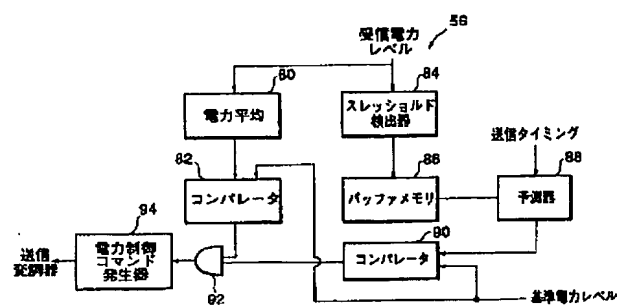 受信電力
レベル
56
80
84
電力平均
スレッショルド
検出器
送信タイミング
82
86
88
コンパレータ
バッファメモリ
予測器
94
90
送信
変調器
電力制御
コマンド
発生器
コンパレータ
92
基準電力レベル